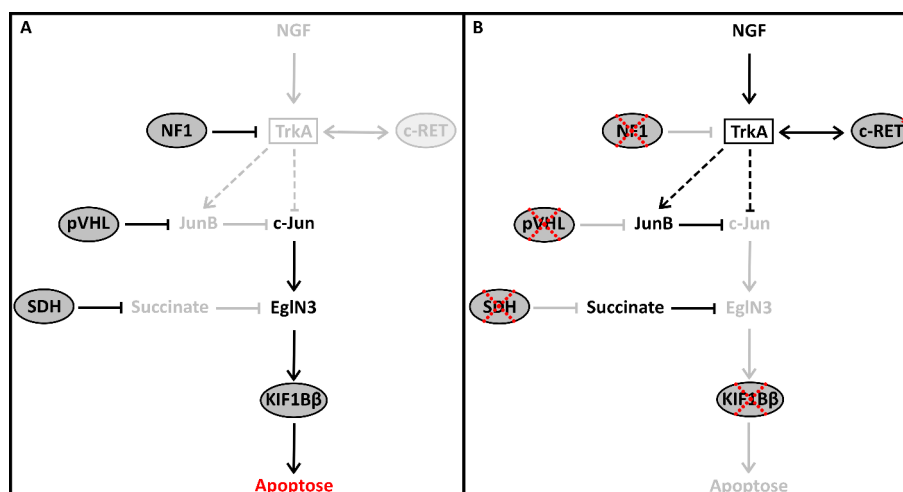 A
NGF
NF1
TrkA
c-RET
pVHL
JunB
c-Jun
SDH
Succinate
EglN3
KIF1Bβ
Apoptose
B
NGF
NF1
TrkA
c-RET
pVHL
JunB
c-Jun
SDH
Succinate
EglN3
KIF1Bβ
Apoptose